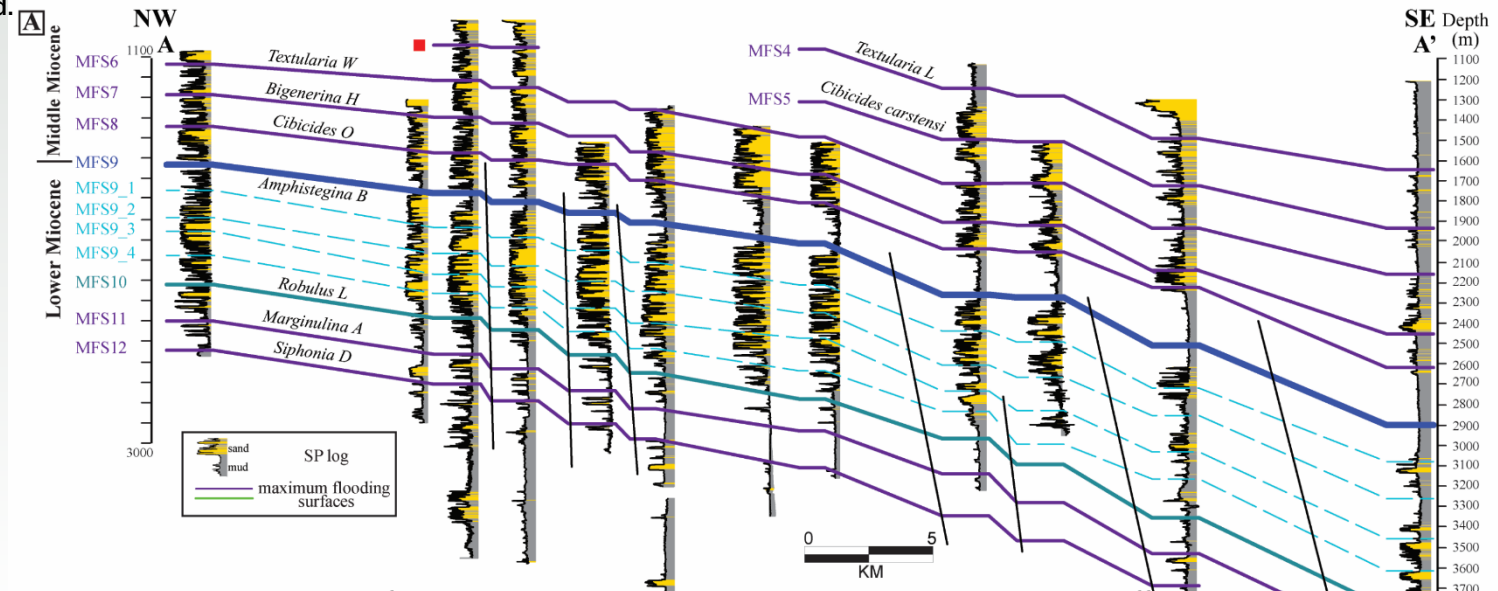 d.
A
NW
A
SE
A'
Depth
(m)
Middle Miocene
Lower Miocene
1100
3000
MFS6
MFS7
MFS8
MFS9
MFS9_1
MFS9_2
MFS9_3
MFS9_4
MFS10
MFS11
MFS12
Textularia W
Bigenerina H
Cibicides O
Amphistegina B
Robulus L
Marginulina A
Siphonia D
MFS4
Textularia L
MFS5
Cibicides carstensi
sand
mud
SP log
maximum flooding
surfaces
0 5
KM
1100
1200
1300
1400
1500
1600
1700
1800
1900
2000
2100
2200
2300
2400
2500
2600
2700
2800
2900
3000
3100
3200
3300
3400
3500
3600
3700